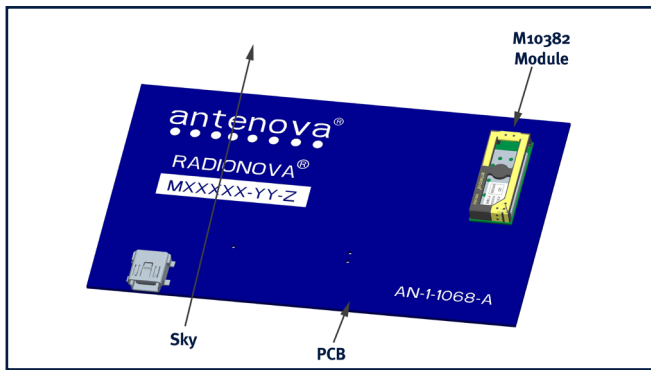 M10382
Module
antenova®
RADIONOVA®
MXXXXX-YY-Z
AN-1-1068-A
Sky
PCB